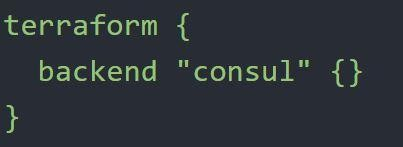 terraform {
  backend "consul" {}
}